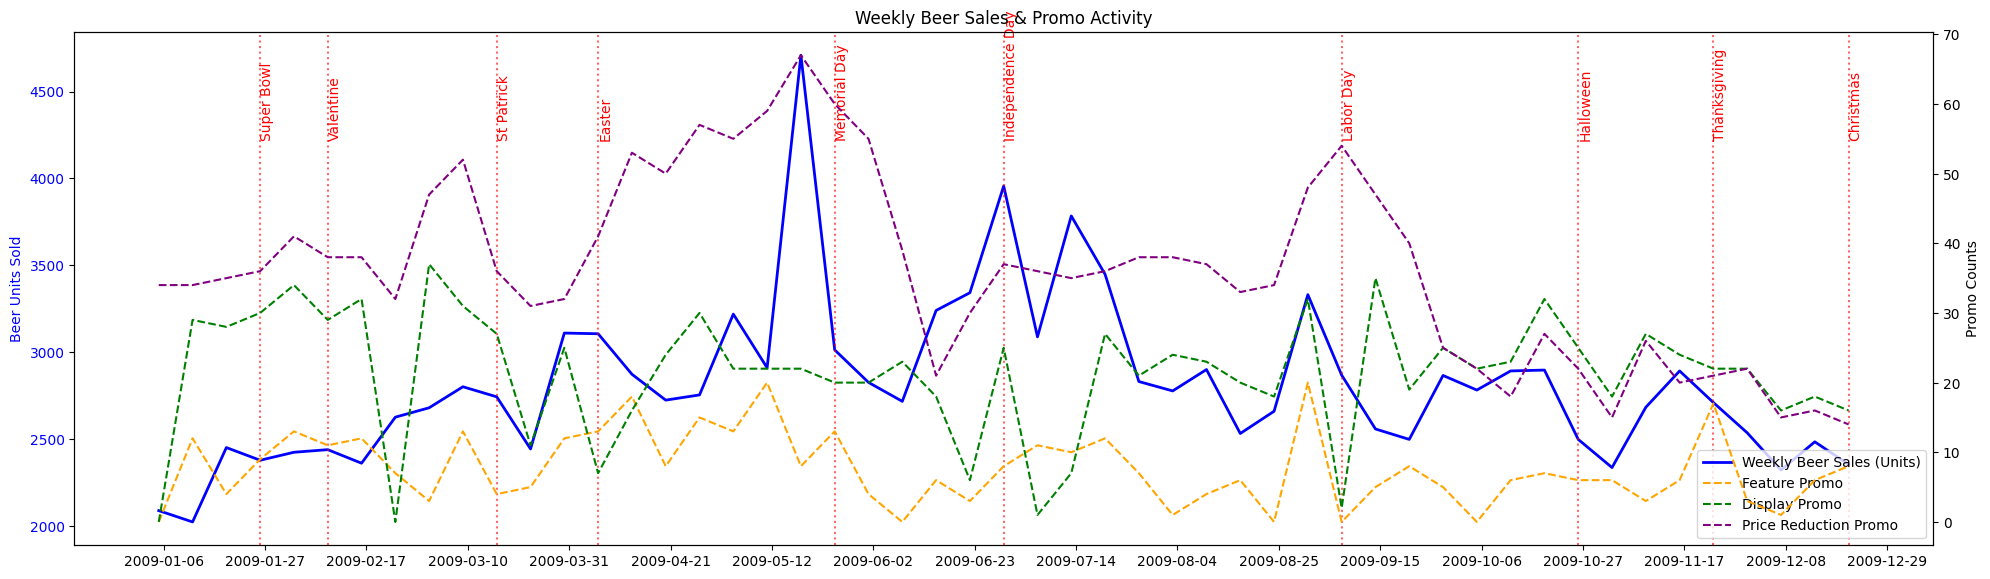 Weekly Beer Sales & Promo Activity
Beer Units Sold
4500
4000
3500
3000
2500
2000
Super Bowl
Valentine
St Patrick
Easter
Memorial Day
Independence Day
Labor Day
Halloween
Thanksgiving
Christmas
70
60
50
40
30
20
10
0
Promo Counts
Weekly Beer Sales (Units)
Feature Promo
Display Promo
Price Reduction Promo
2009-01-06
2009-01-27
2009-02-17
2009-03-10
2009-03-31
2009-04-21
2009-05-12
2009-06-02
2009-06-23
2009-07-14
2009-08-04
2009-08-25
2009-09-15
2009-10-06
2009-10-27
2009-11-17
2009-12-08
2009-12-29